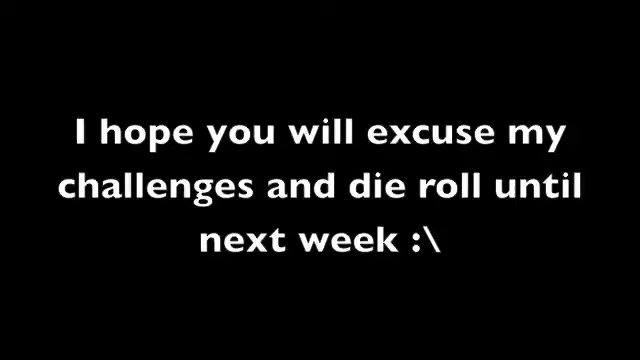 I hope you will excuse my
challenges and die roll until
next week :\